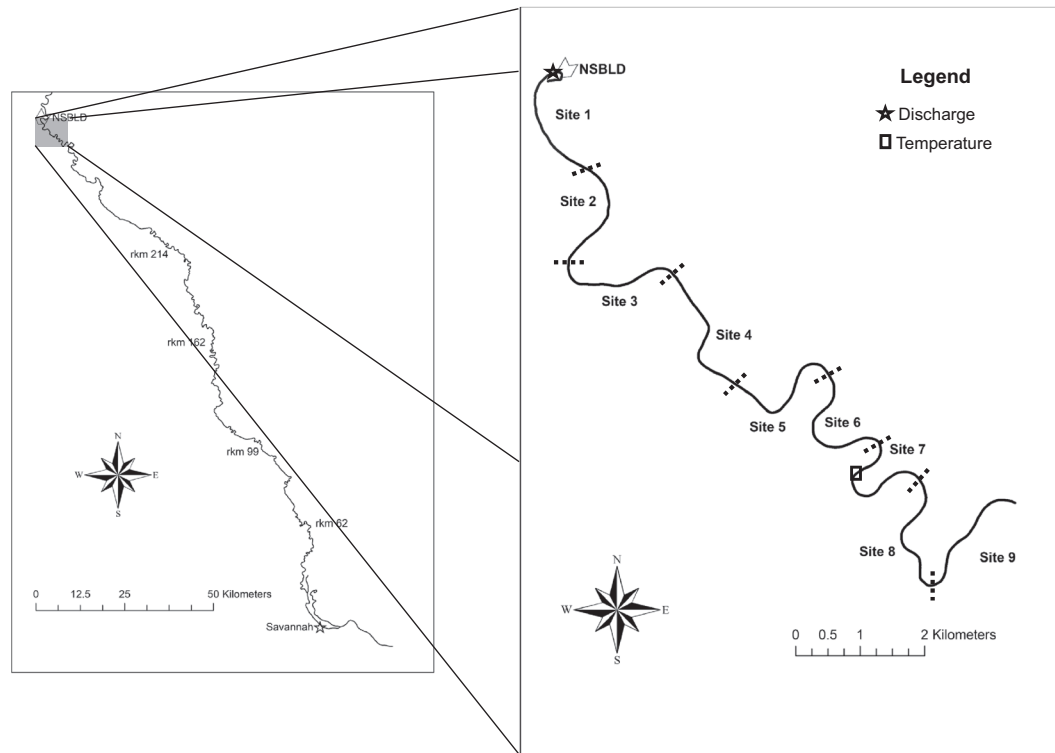 NSBLD
rkm 214
rkm 162
rkm 99
rkm 62
N
W E
S
0 12.5 25 50 Kilometers
Savannah
NSBLD
Legend
Discharge
Temperature
Site 1
Site 2
Site 3
Site 4
Site 5
Site 6
Site 7
Site 8
Site 9
N
W E
S
0 0.5 1 2 Kilometers